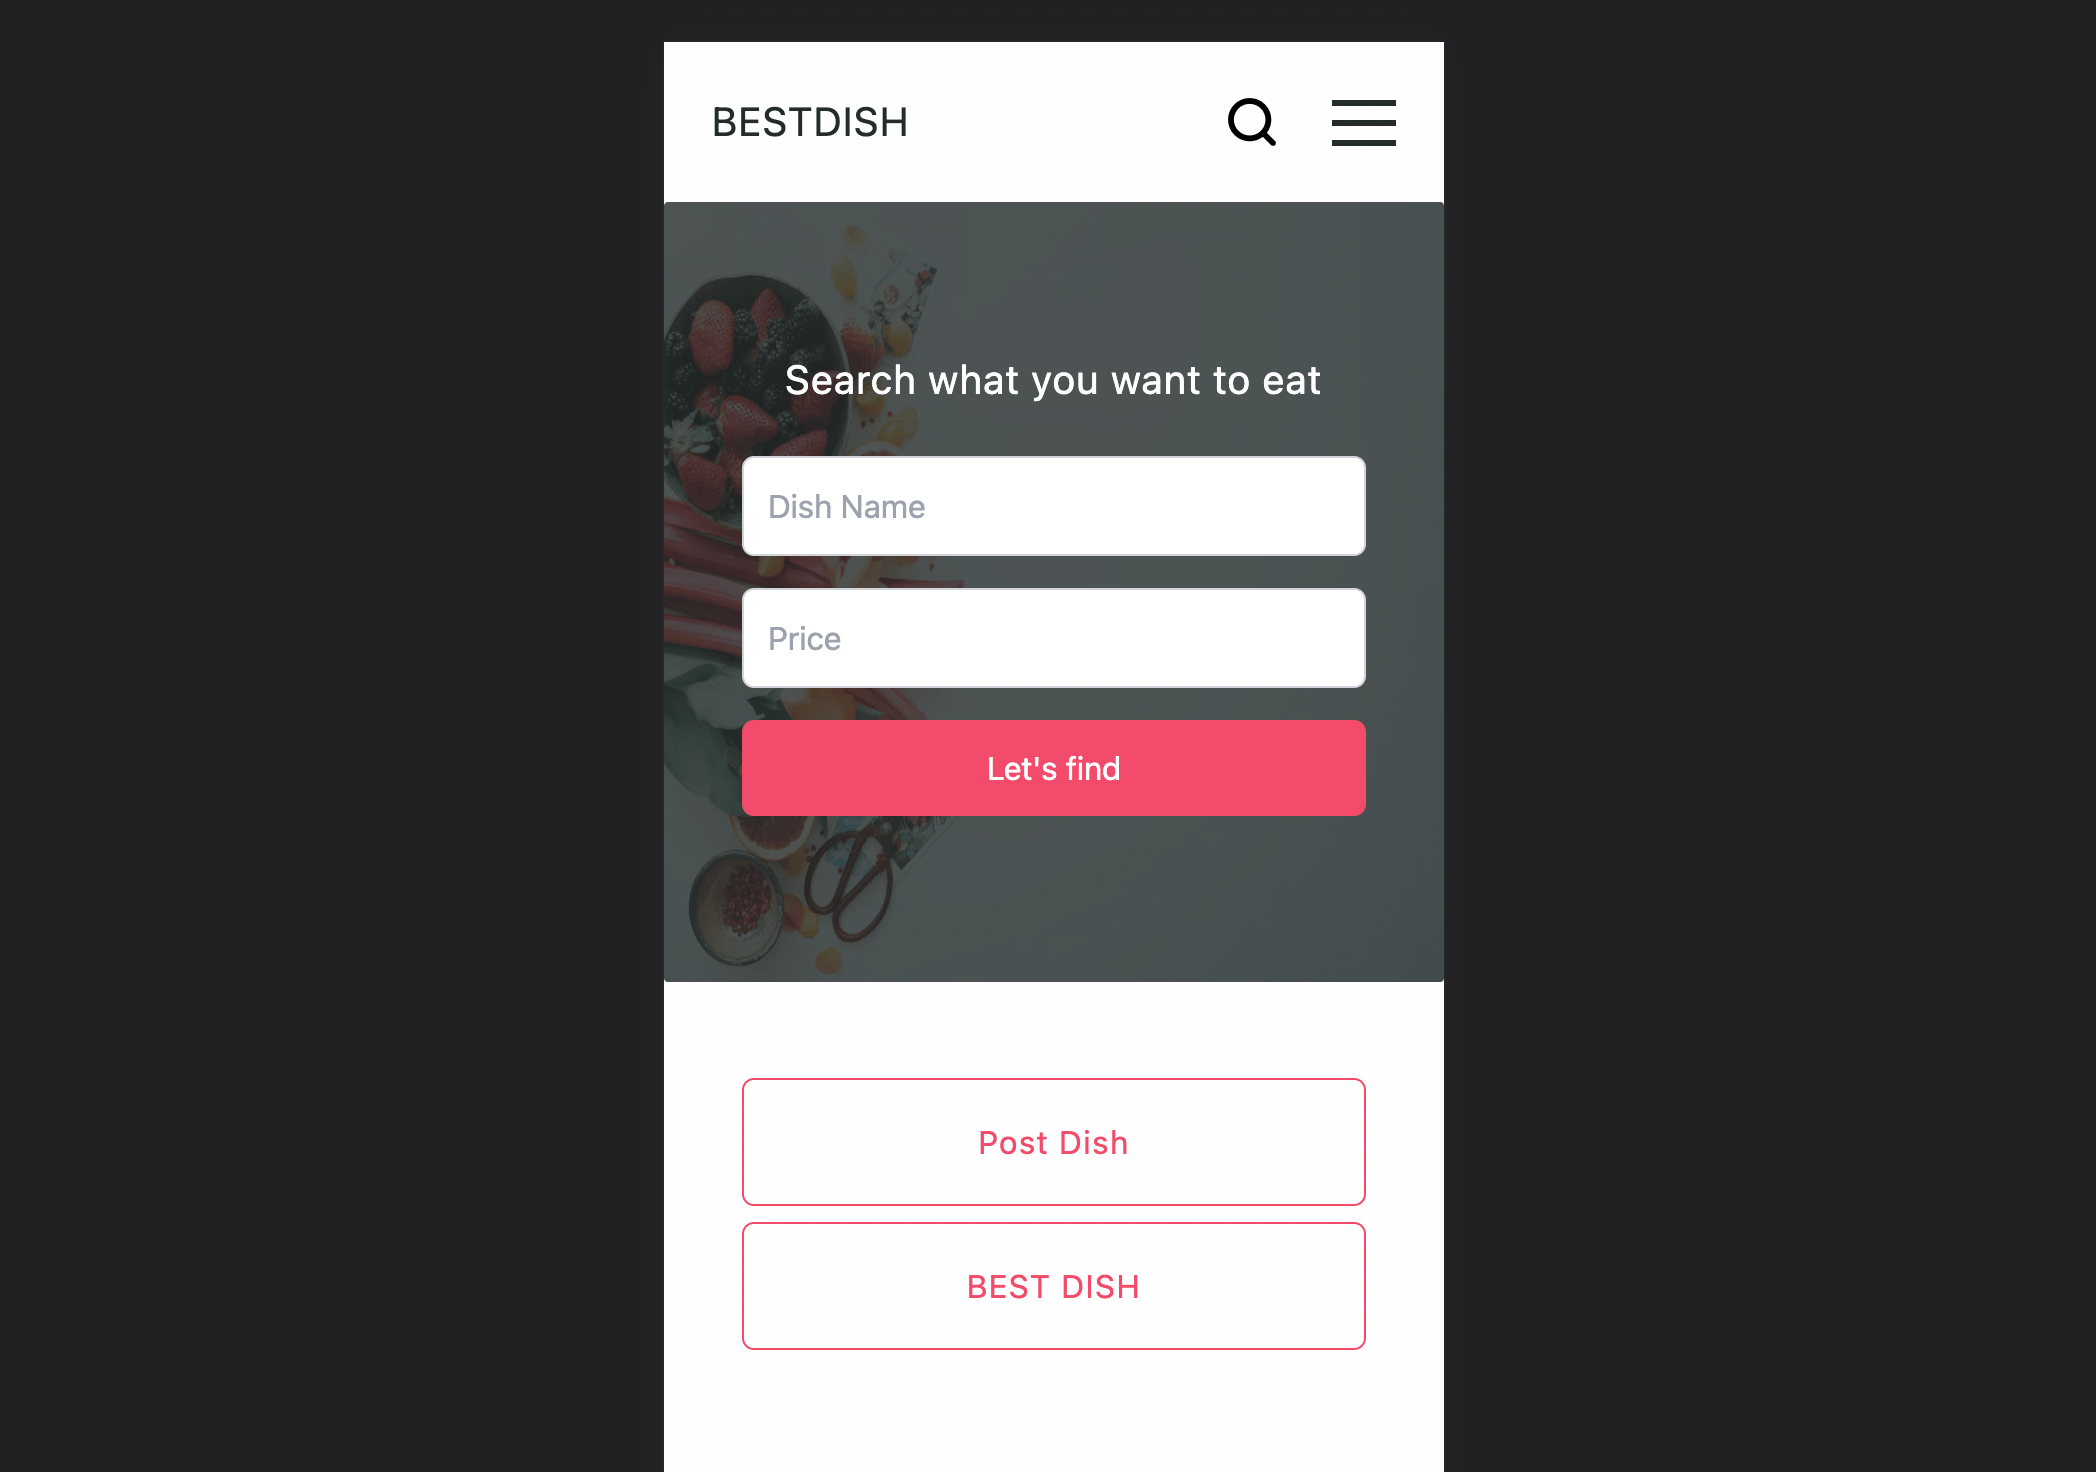 BESTDISH
Search what you want to eat
Dish Name
Price
Let's find
Post Dish
BEST DISH